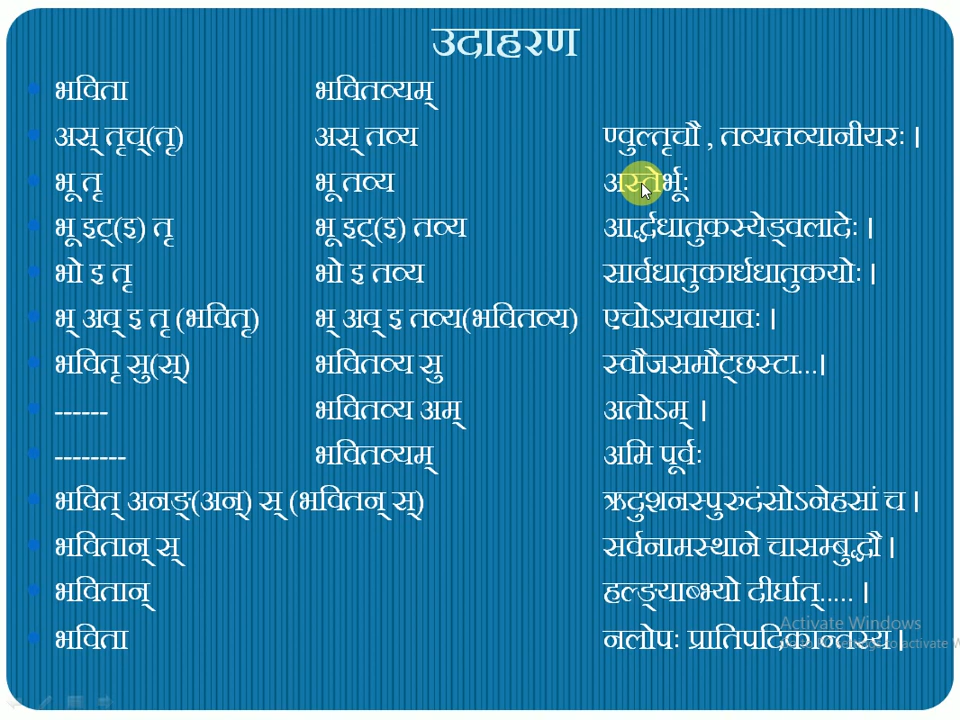 उदाहरण
भविता भवितव्यम्
अस् तृच्(तृ) अस् तव्य ण्वुल्तृचौ , तव्यत्तव्यानीयरः ।
भू तृ भू तव्य अस्तेर्भूः
भू इट्(इ) तृ भू इट्(इ) तव्य आर्द्धधातुकस्येड्वलादेः ।
भो इ तृ भो इ तव्य सार्वधातुकार्धधातुकयोः ।
भ् अव् इ तृ (भवितृ) भ् अव् इ तव्य(भवितव्य) एचोऽयवायावः ।
भवितृ सु(स्) भवितव्य सु स्वौजसमौट्छस्टा...।
------ भवितव्य अम् अतोऽम् ।
-------- भवितव्यम् अमि पूर्वः
भवित् अनङ्(अन्) स् (भवितन् स्) ऋदुशनस्पुरुदंसोऽनेहसां च ।
भवितान् स् सर्वनामस्थाने चासम्बुद्धौ ।
भवितान् हल्ङ्याब्भ्यो दीर्घात्..... ।
भविता नलोपः प्रातिपदिकान्तस्य ।
Activate Windows